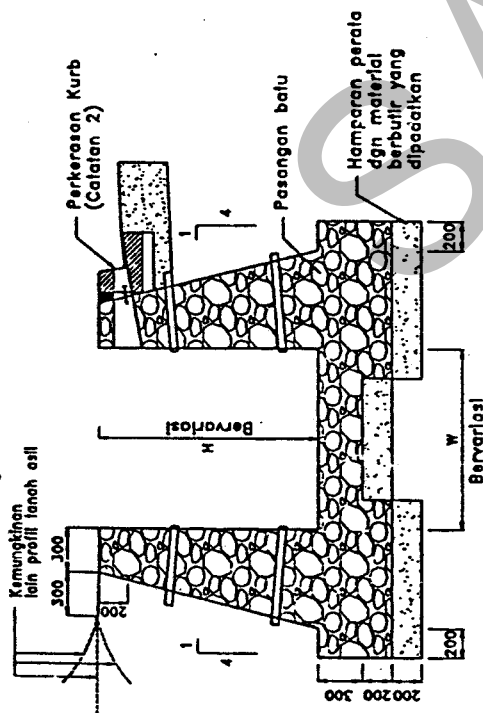 Kemungkinan
lain profil tanah asli
300
300
200
1
4
Perkerasan Kurb
(Catatan 2)
1
4
Pasangan batu
H
Bervariasi
Hamparan perata
dgn material
berbutir yang
dipadatkan
200
200
300
200
200
W
Bervariasi